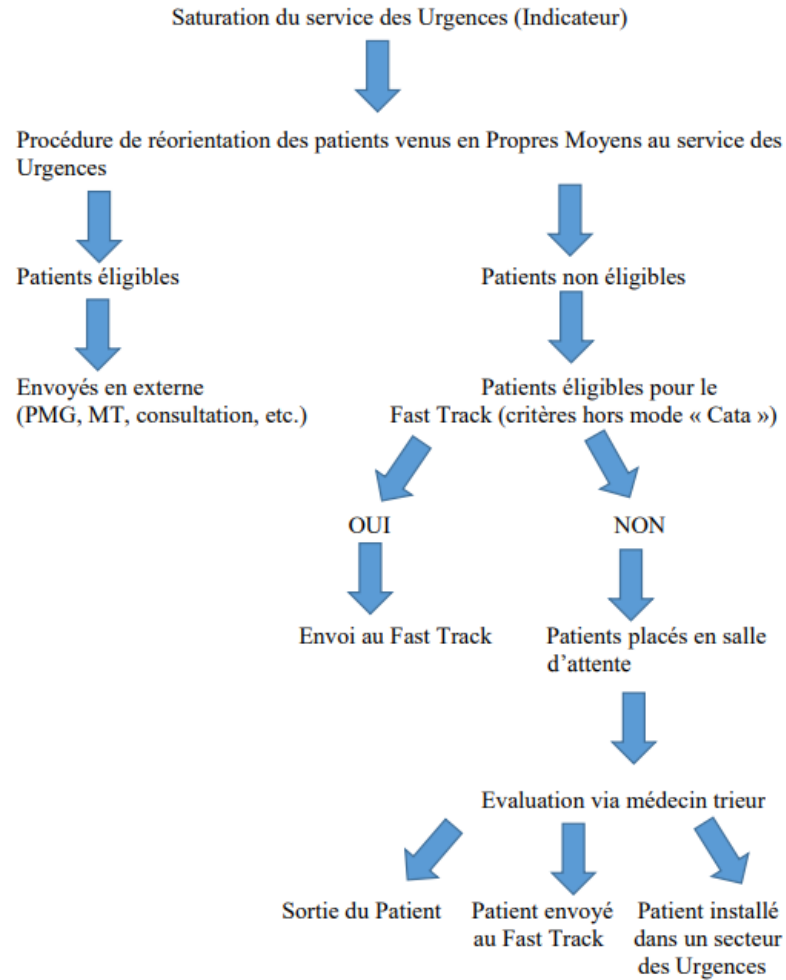 Saturation du service des Urgences (Indicateur)
Procédure de réorientation des patients venus en Propres Moyens au service des
Urgences
Patients éligibles
Patients non éligibles
Envoyés en externe
(PMG, MT, consultation, etc.)
Patients éligibles pour le
Fast Track (critères hors mode « Cata »)
OUI
NON
Envoi au Fast Track
Patients placés en salle
d’attente
Evaluation via médecin trieur
Sortie du Patient
Patient envoyé
au Fast Track
Patient installé
dans un secteur
des Urgences